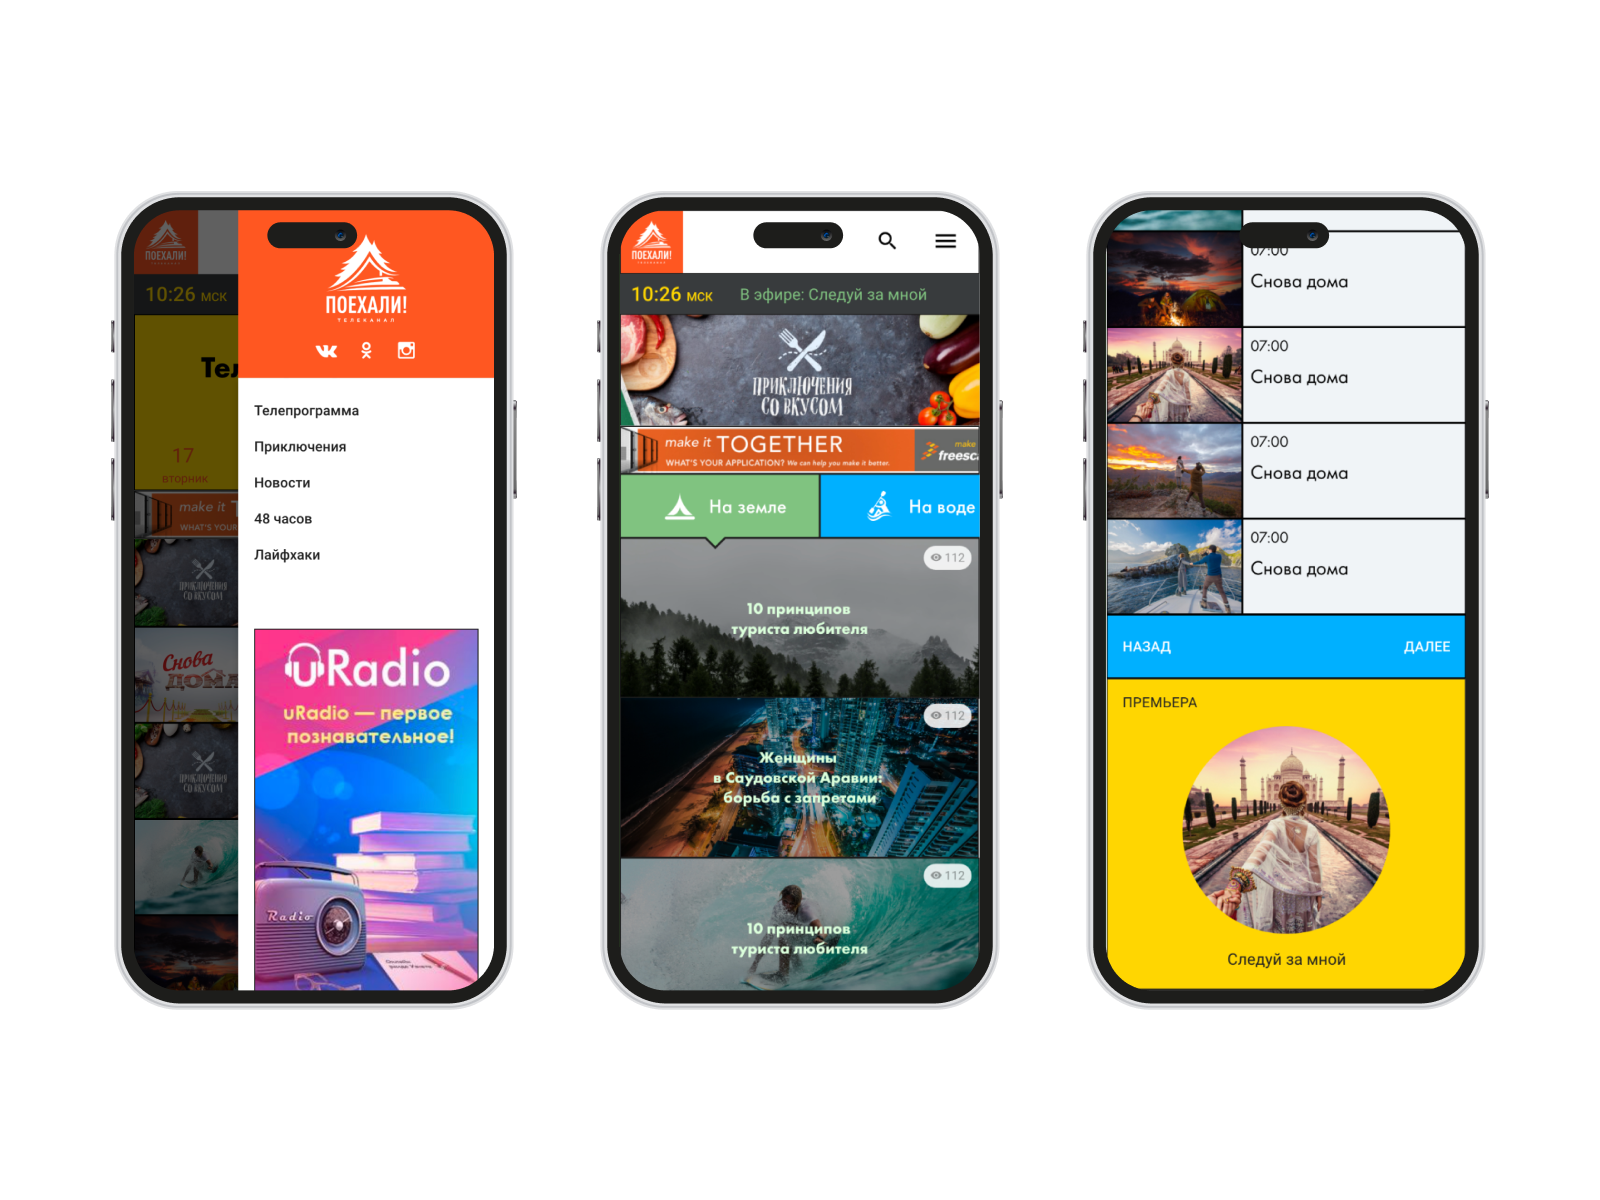 ПОЕХАЛИ!
10:26 мск
Тел
17
вторник
make it T
WHAT'S YOUR
ПРИКЛЮЧЕНИЯ
СО ВКУСОМ
Снова
ДОМА
ПРИКЛЮЧЕНИЯ
СО ВКУСОМ
ПОЕХАЛИ!
ТЕЛЕКАНАЛ
Телепрограмма
Приключения
Новости
48 часов
Лайфхаки
uRadio
uRadio — первое
познавательное!
Radio
ПОЕХАЛИ!
10:26 мск В эфире: Следуй за мной
ПРИКЛЮЧЕНИЯ
СО ВКУСОМ
make it TOGETHER
WHAT'S YOUR APPLICATION? We can help you make it better.
make
freesc
На земле
На воде
112
10 принципов
туриста любителя
112
Женщины
в Саудовской Аравии:
борьба с запретами
112
10 принципов
туриста любителя
07:00
Снова дома
07:00
Снова дома
07:00
Снова дома
07:00
Снова дома
НАЗАД ДАЛЕЕ
ПРЕМЬЕРА
Следуй за мной